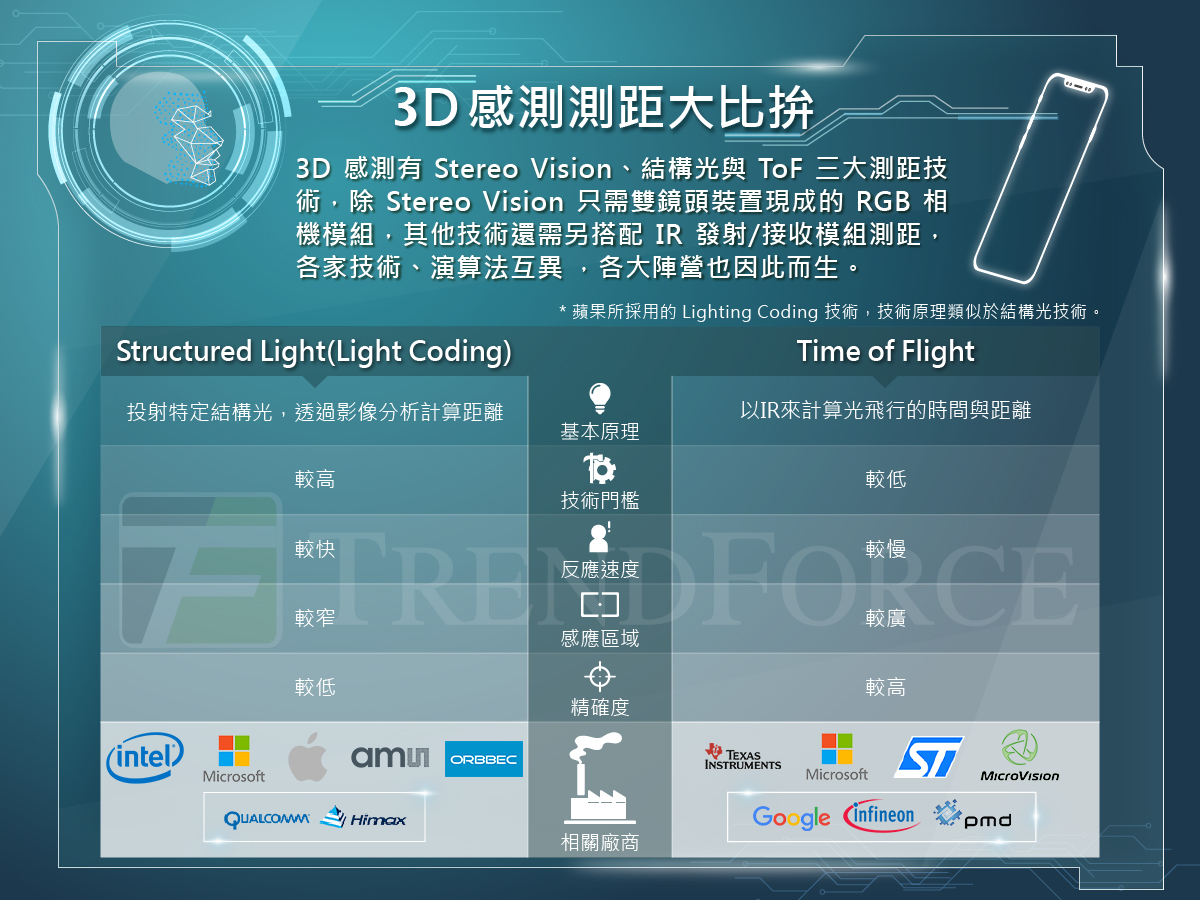 3D感測測距大比拚
3D 感測有 Stereo Vision、結構光與 ToF 三大測距技
術，除 Stereo Vision 只需雙鏡頭裝置現成的 RGB 相
機模組，其他技術還需另搭配 IR 發射/接收模組測距，
各家技術、演算法互異 ，各大陣營也因此而生。
* 蘋果所採用的 Lighting Coding 技術，技術原理類似於結構光技術。
Structured Light(Light Coding)
Time of Flight
投射特定結構光，透過影像分析計算距離
基本原理
以IR來計算光飛行的時間與距離
較高
技術門檻
較低
較快
反應速度
較慢
較窄
感應區域
較廣
較低
精確度
較高
TRENDFORCE
intel
Microsoft
amu
ORBBEC
QUALCOMM
Himax
相關廠商
TEXAS
INSTRUMENTS
Microsoft
ST
MicroVision
Google
infineon
pmd